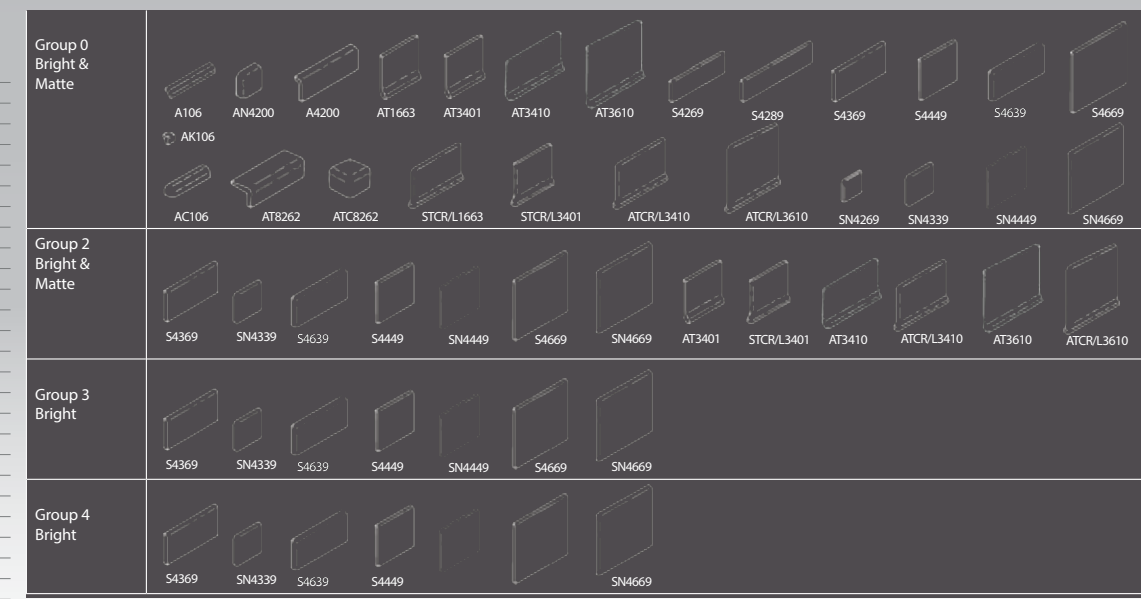 Group 0
Bright &
Matte
A106 AN4200 A4200 AT1663 AT3401 AT3410 AT3610 S4269 S4289 S4369 S4449 S4639 S4669
AK106
AC106 AT8262 ATC8262 STCR/L1663 STCR/L3401 ATCR/L3410 ATCR/L3610 SN4269 SN4339 SN4449 SN4669
Group 2
Bright &
Matte
S4369 SN4339 S4639 S4449 SN4449 S4669 SN4669 AT3401 STCR/L3401 AT3410 ATCR/L3410 AT3610 ATCR/L3610
Group 3
Bright
S4369 SN4339 S4639 S4449 SN4449 S4669 SN4669
Group 4
Bright
S4369 SN4339 S4639 S4449 SN4669